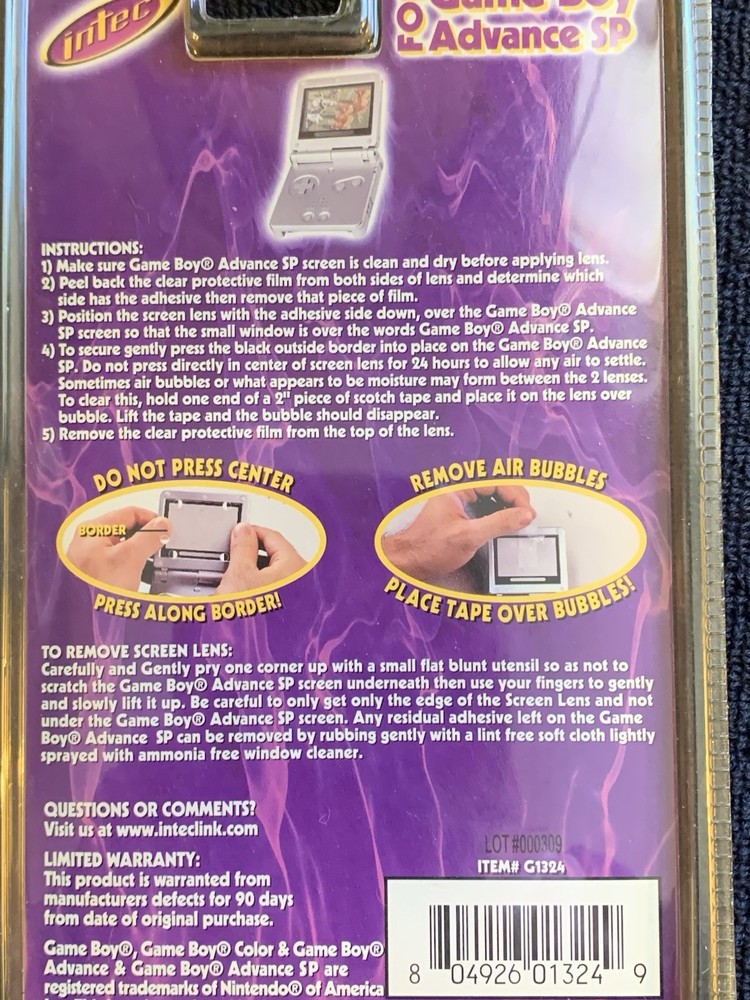 intec
FO
Game Boy
Advance SP
INSTRUCTIONS:
1) Make sure Game Boy® Advance SP screen is clean and dry before applying lens.
2) Peel back the clear protective film from both sides of lens and determine which
side has the adhesive then remove that piece of film.
3) Position the screen lens with the adhesive side down, over the Game Boy® Advance
SP screen so that the small window is over the words Game Boy® Advance SP.
4) To secure gently press the black outside border into place on the Game Boy® Advance
SP. Do not press directly in center of screen lens for 24 hours to allow any air to settle.
Sometimes air bubbles or what appears to be moisture may form between the 2 lenses.
To clear this, hold one end of a 2" piece of scotch tape and place it on the lens over
bubble. Lift the tape and the bubble should disappear.
5) Remove the clear protective film from the top of the lens.
DO NOT PRESS CENTER
BORDER
PRESS ALONG BORDER!
REMOVE AIR BUBBLES
PLACE TAPE OVER BUBBLES!
TO REMOVE SCREEN LENS:
Carefully and Gently pry one corner up with a small flat blunt utensil so as not to
scratch the Game Boy® Advance SP screen underneath then use your fingers to gently
and slowly lift it up. Be careful to only get only the edge of the Screen Lens and not
under the Game Boy® Advance SP screen. Any residual adhesive left on the Game
Boy® Advance SP can be removed by rubbing gently with a lint free soft cloth lightly
sprayed with ammonia free window cleaner.
QUESTIONS OR COMMENTS?
Visit us at www.inteclink.com
LIMITED WARRANTY:
This product is warranted from
manufacturers defects for 90 days
from date of original purchase.
Game Boy®, Game Boy® Color & Game Boy®
Advance & Game Boy® Advance SP are
registered trademarks of Nintendo® of America
LOT #000309
ITEM# G1324
8 04926 01324 9